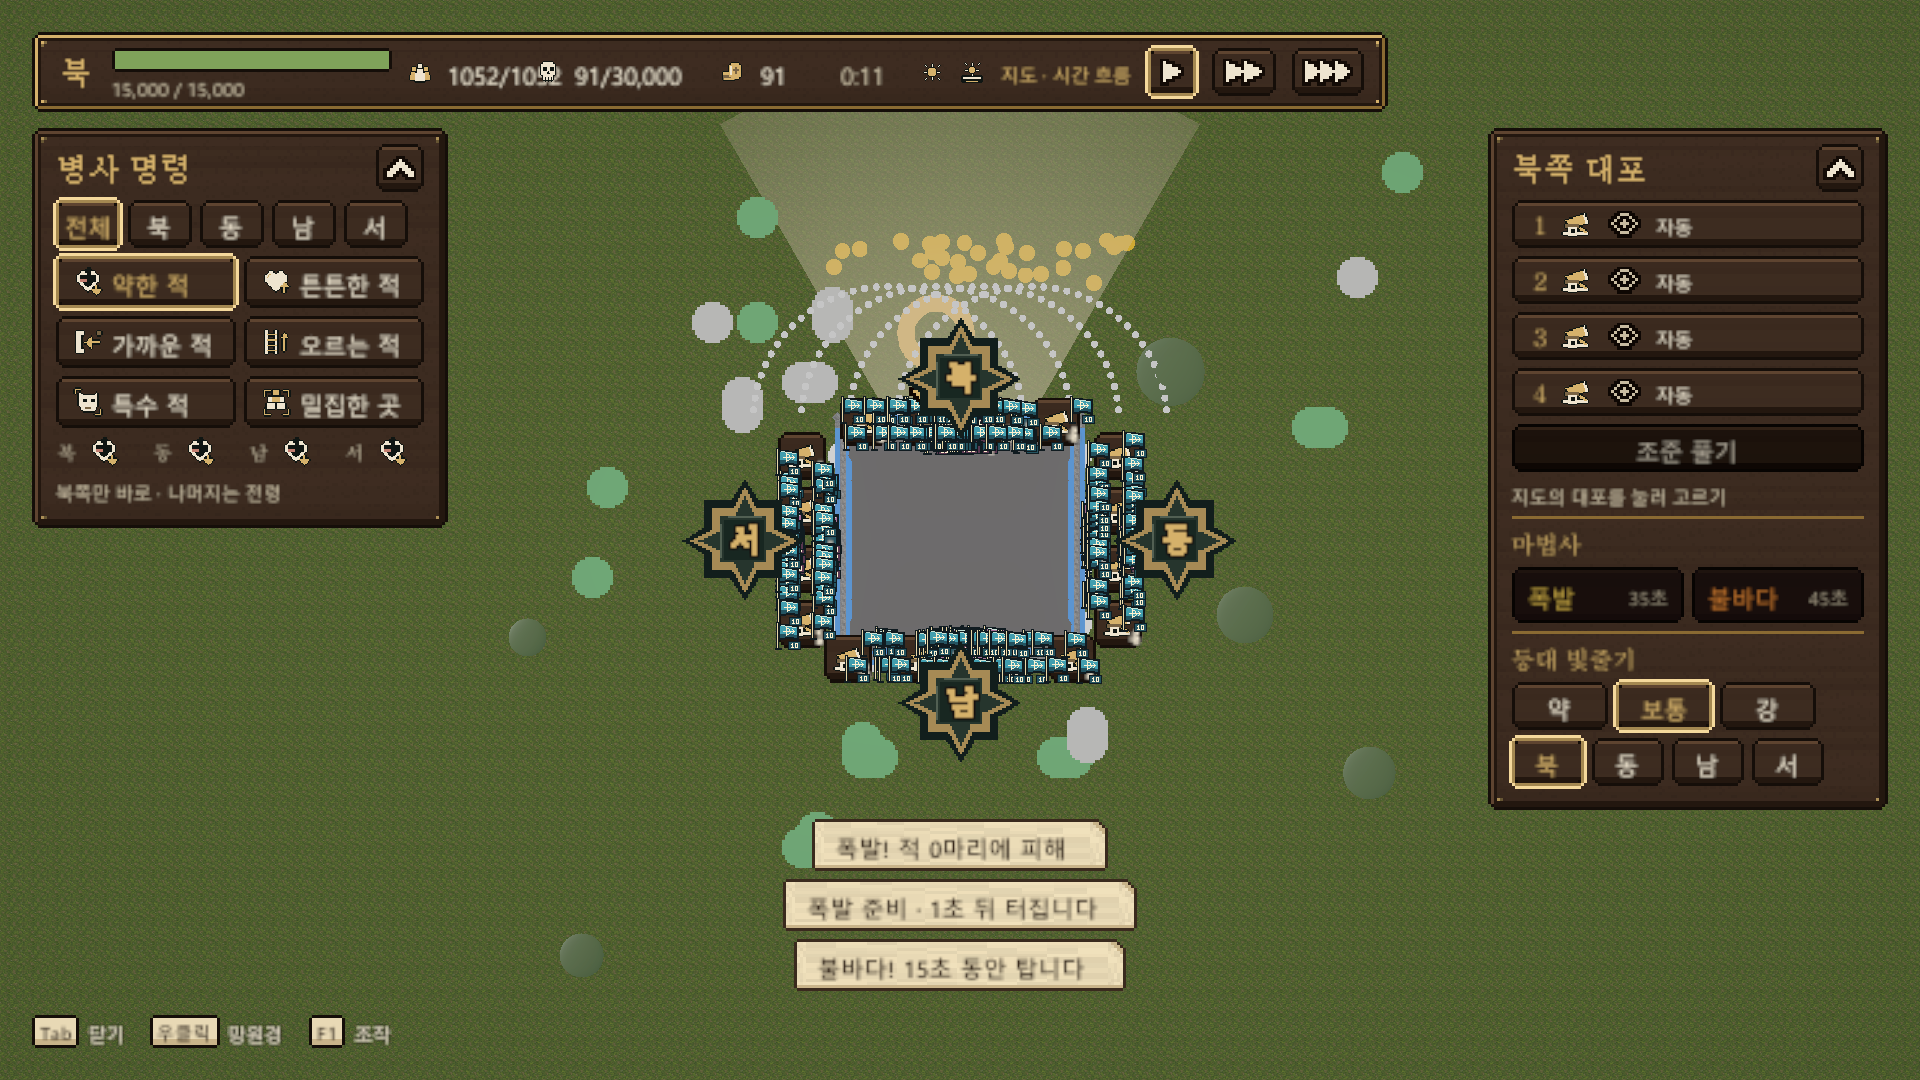 북 15,000 / 15,000 1052/1052 91/30,000 91 0:11 지도 · 시간 흐름
병사 명령
전체 북 동 남 서
약한 적 튼튼한 적
가까운 적 오르는 적
특수 적 밀집한 곳
북 동 남 서
북쪽만 바로 · 나머지는 전령
북쪽 대포
1 자동
2 자동
3 자동
4 자동
조준 풀기
지도의 대포를 눌러 고르기
마법사
폭발 35초 불바다 45초
등대 빛줄기
약 보통 강
북 동 남 서
북
서
동
남
폭발! 적 0마리에 피해
폭발 준비 · 1초 뒤 터집니다
불바다! 15초 동안 탑니다
Tab 닫기 우클릭 망원경 F1 조작